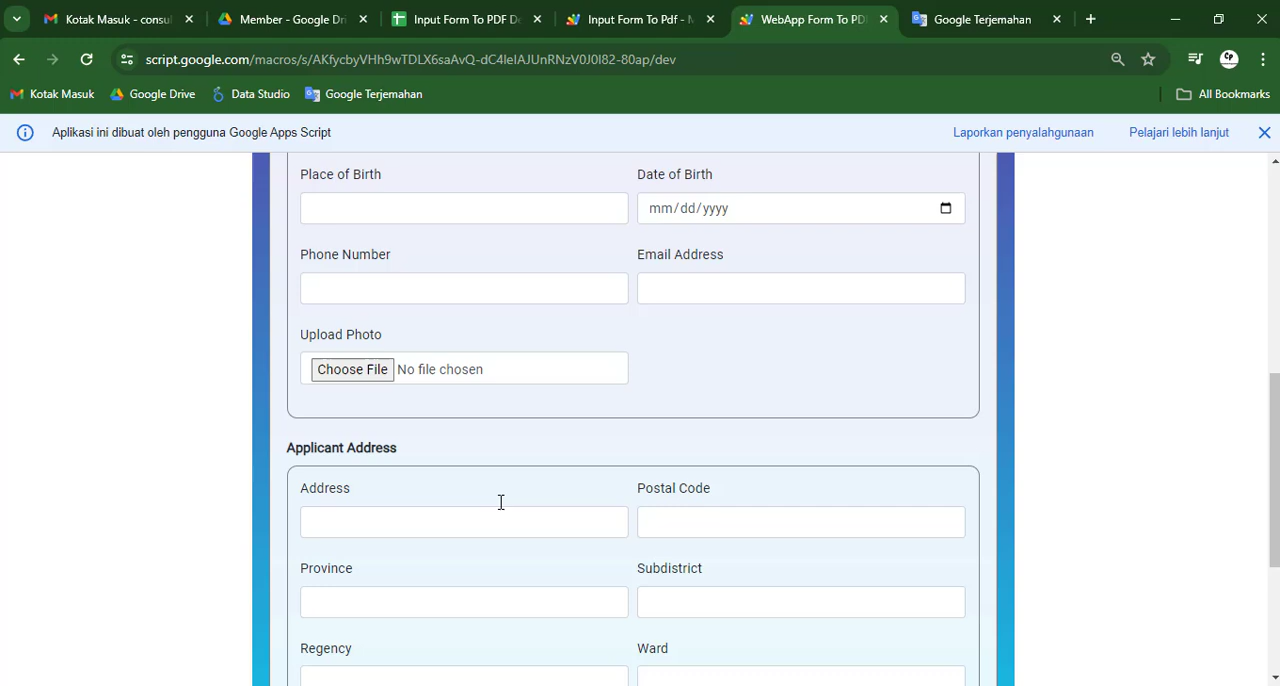 Kotak Masuk - consul
Member - Google Dri
Input Form To PDF De
Input Form To Pdf - M
WebApp Form To PD
Google Terjemahan
script.google.com/macros/s/AKfycbyVHh9wTDLX6saAvQ-dC4IeIAJUnRNzV0J0I82-80ap/dev
Kotak Masuk
Google Drive
Data Studio
Google Terjemahan
All Bookmarks
Aplikasi ini dibuat oleh pengguna Google Apps Script
Laporkan penyalahgunaan
Pelajari lebih lanjut
Place of Birth
Date of Birth
mm/dd/yyyy
Phone Number
Email Address
Upload Photo
Choose File No file chosen
Applicant Address
Address
Postal Code
Province
Subdistrict
Regency
Ward